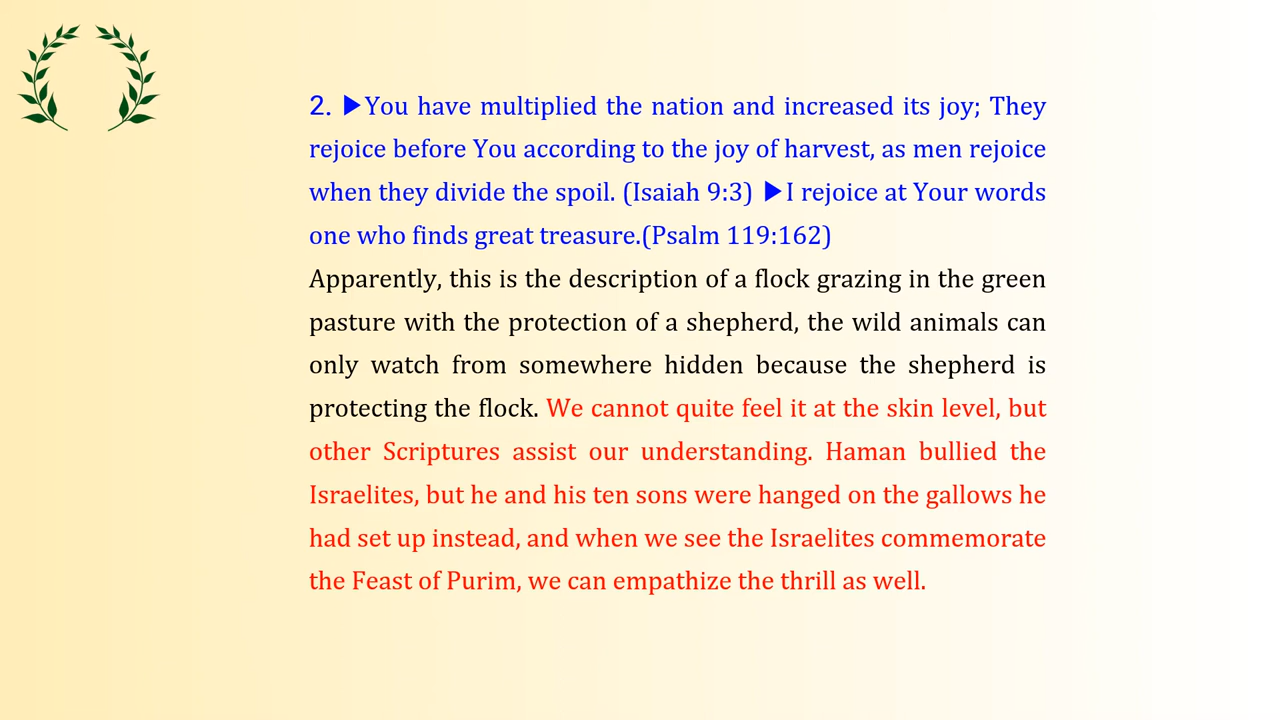 2. ▶You have multiplied the nation and increased its joy; They
rejoice before You according to the joy of harvest, as men rejoice
when they divide the spoil. (Isaiah 9:3) ▶I rejoice at Your words
one who finds great treasure.(Psalm 119:162)
Apparently, this is the description of a flock grazing in the green
pasture with the protection of a shepherd, the wild animals can
only watch from somewhere hidden because the shepherd is
protecting the flock. We cannot quite feel it at the skin level, but
other Scriptures assist our understanding. Haman bullied the
Israelites, but he and his ten sons were hanged on the gallows he
had set up instead, and when we see the Israelites commemorate
the Feast of Purim, we can empathize the thrill as well.